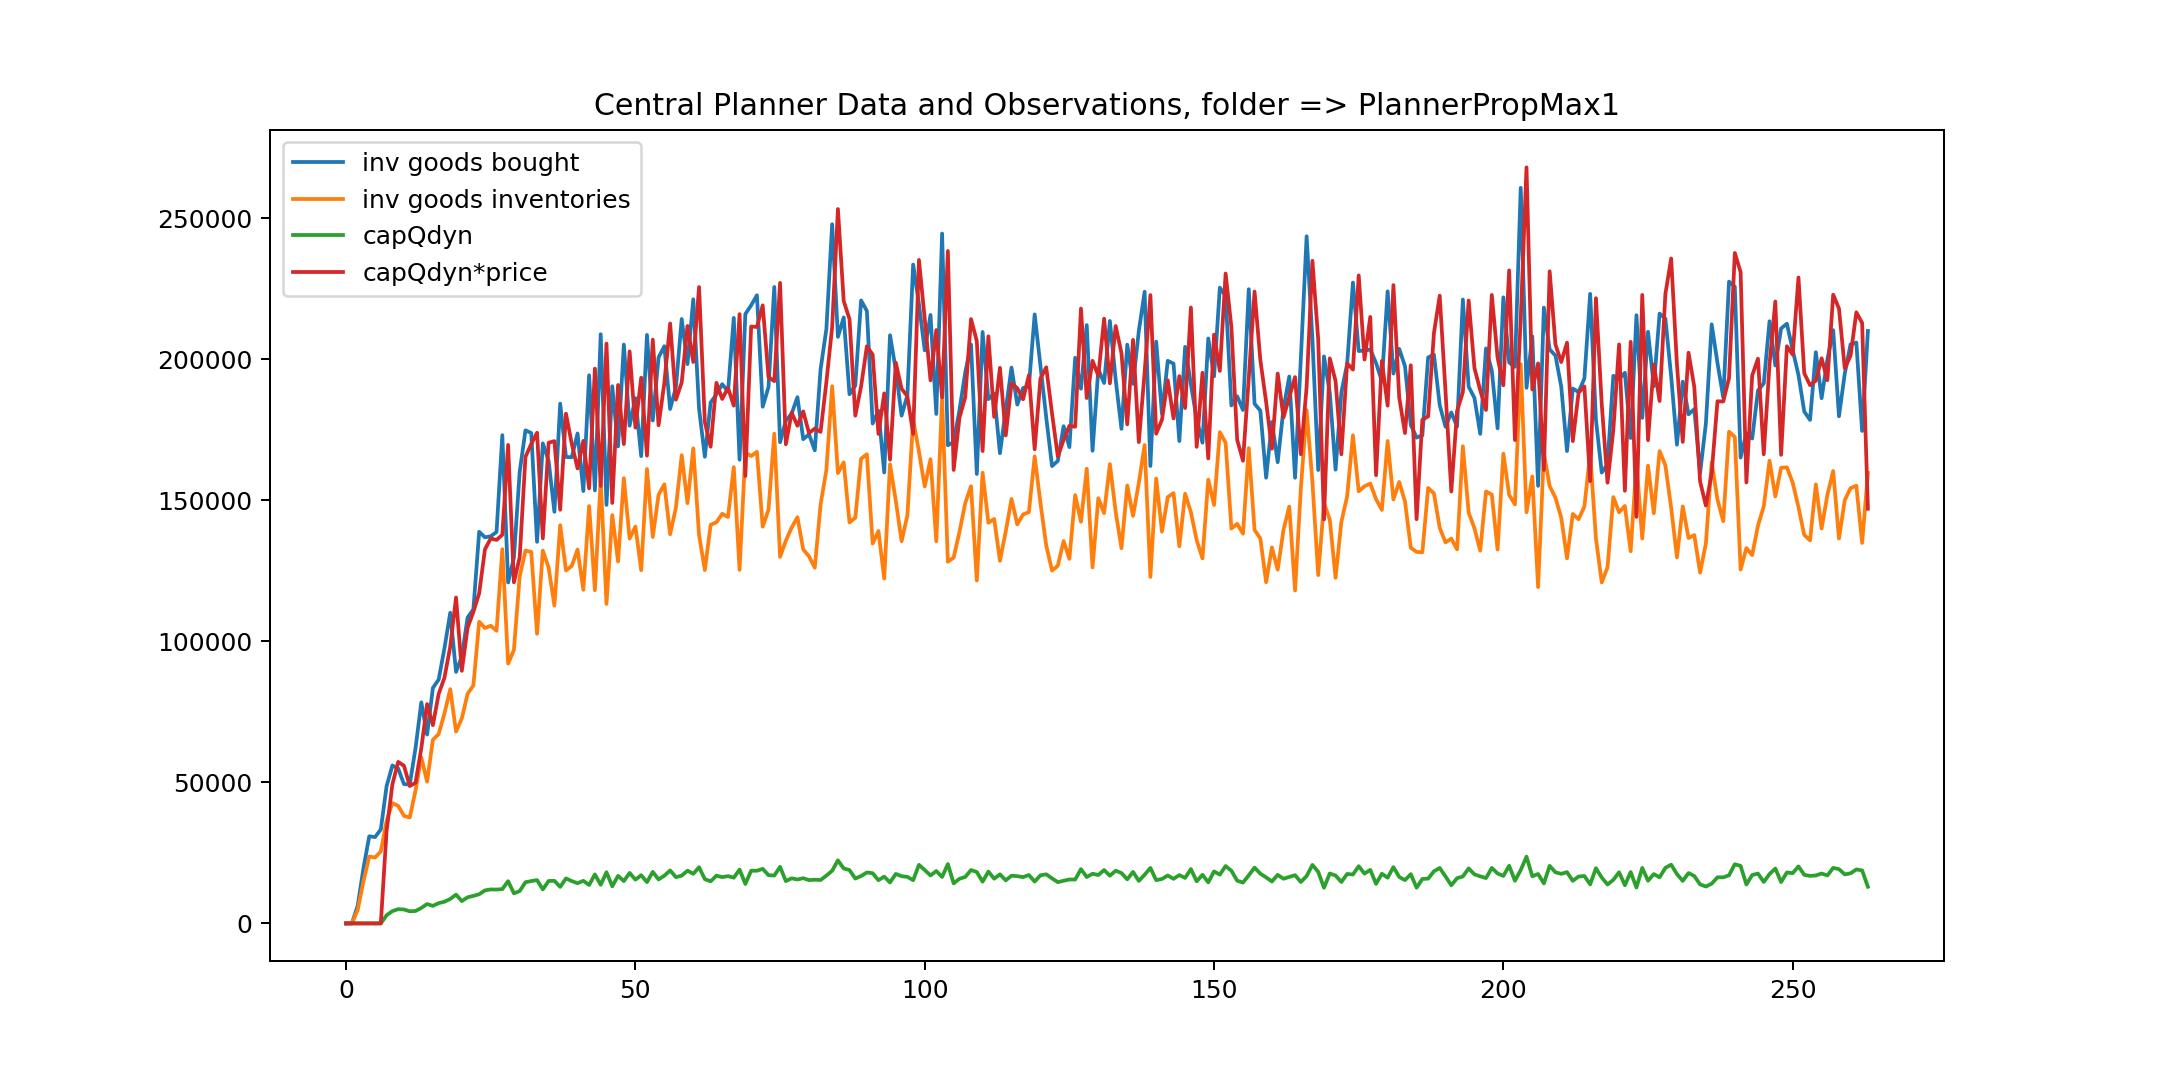 Central Planner Data and Observations, folder => PlannerPropMax1
inv goods bought
inv goods inventories
capQdyn
capQdyn*price
250000
200000
150000
100000
50000
0
0 50 100 150 200 250